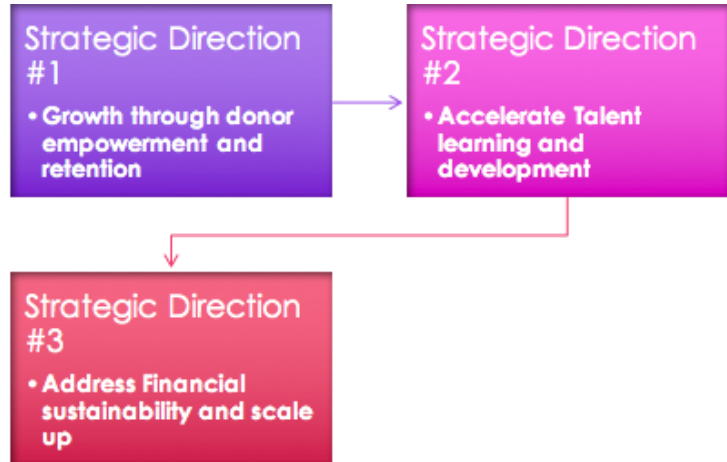 Strategic Direction
#1
• Growth through donor
empowerment and
retention
Strategic Direction
#2
• Accelerate Talent
learning and
development
Strategic Direction
#3
• Address Financial
sustainability and scale
up